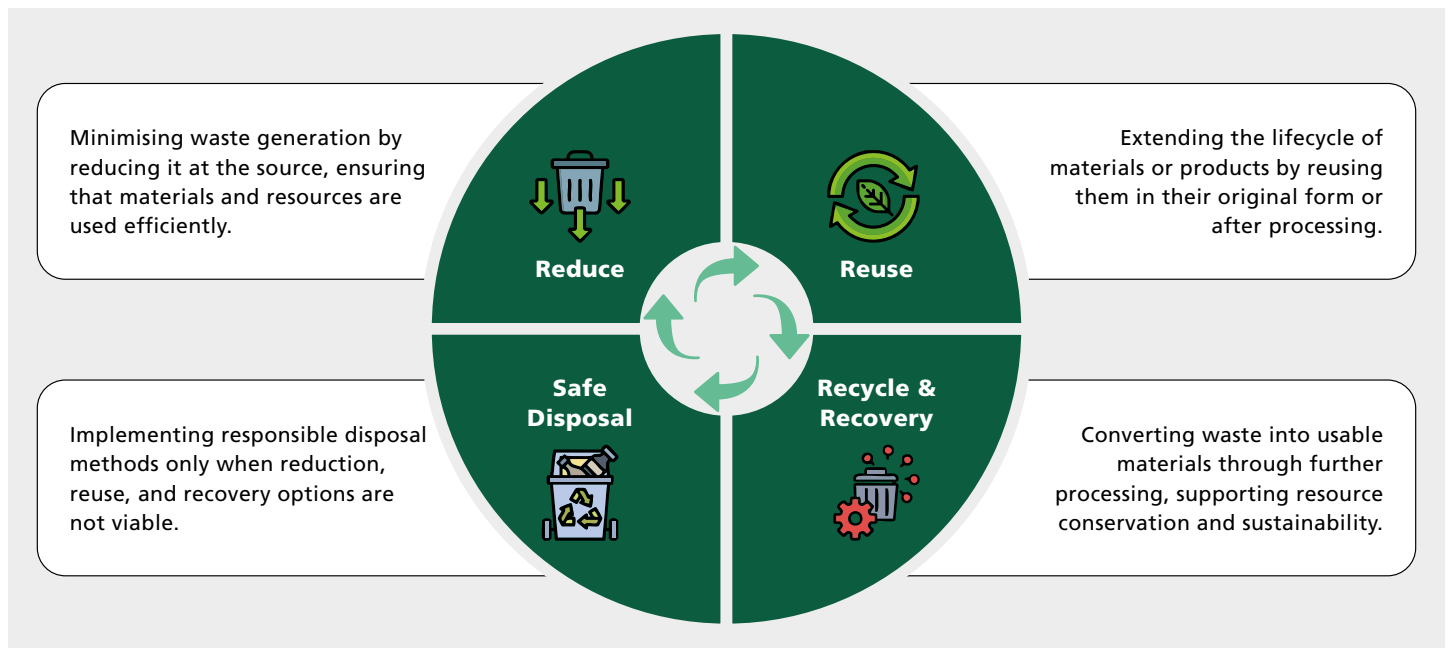 Minimising waste generation by
reducing it at the source, ensuring
that materials and resources are
used efficiently.
Reduce
Reuse
Extending the lifecycle of
materials or products by reusing
them in their original form or
after processing.
Implementing responsible disposal
methods only when reduction,
reuse, and recovery options are
not viable.
Safe
Disposal
Recycle &
Recovery
Converting waste into usable
materials through further
processing, supporting resource
conservation and sustainability.